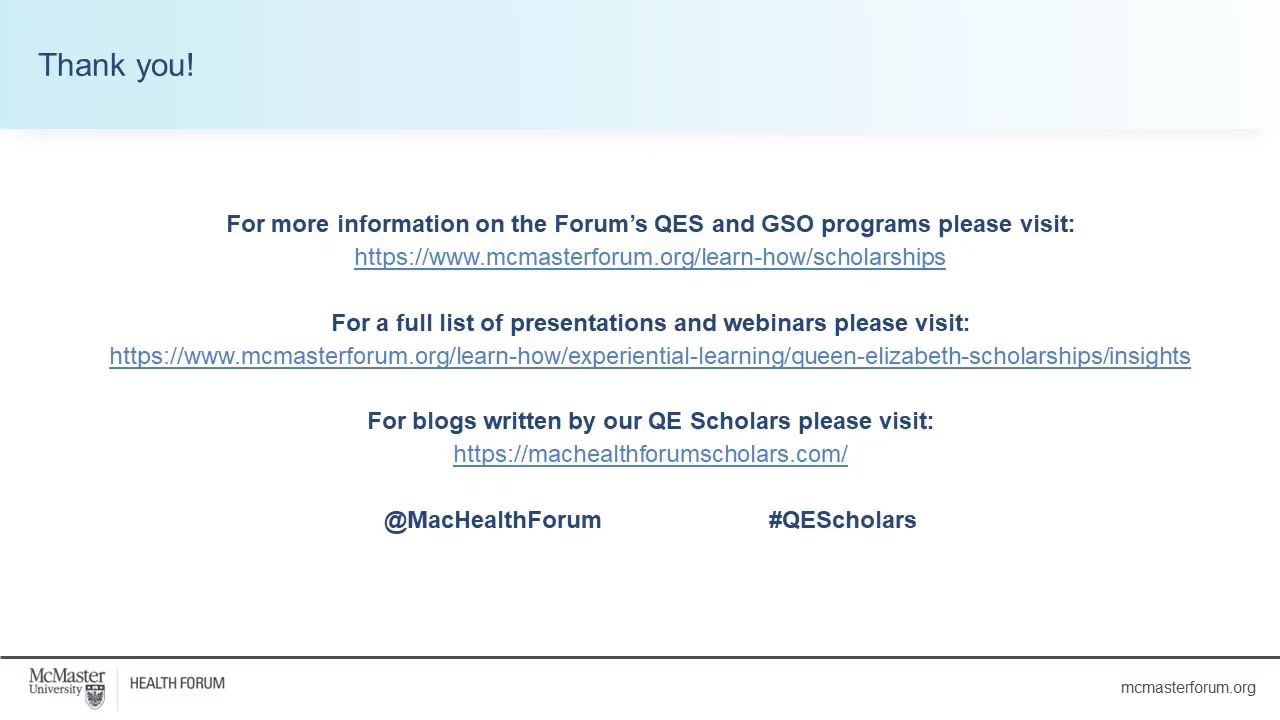 Thank you!
For more information on the Forum’s QES and GSO programs please visit:
https://www.mcmasterforum.org/learn-how/scholarships
For a full list of presentations and webinars please visit:
https://www.mcmasterforum.org/learn-how/experiential-learning/queen-elizabeth-scholarships/insights
For blogs written by our QE Scholars please visit:
https://machealthforumscholars.com/
@MacHealthForum #QEScholars
McMaster
University
HEALTH FORUM
mcmasterforum.org